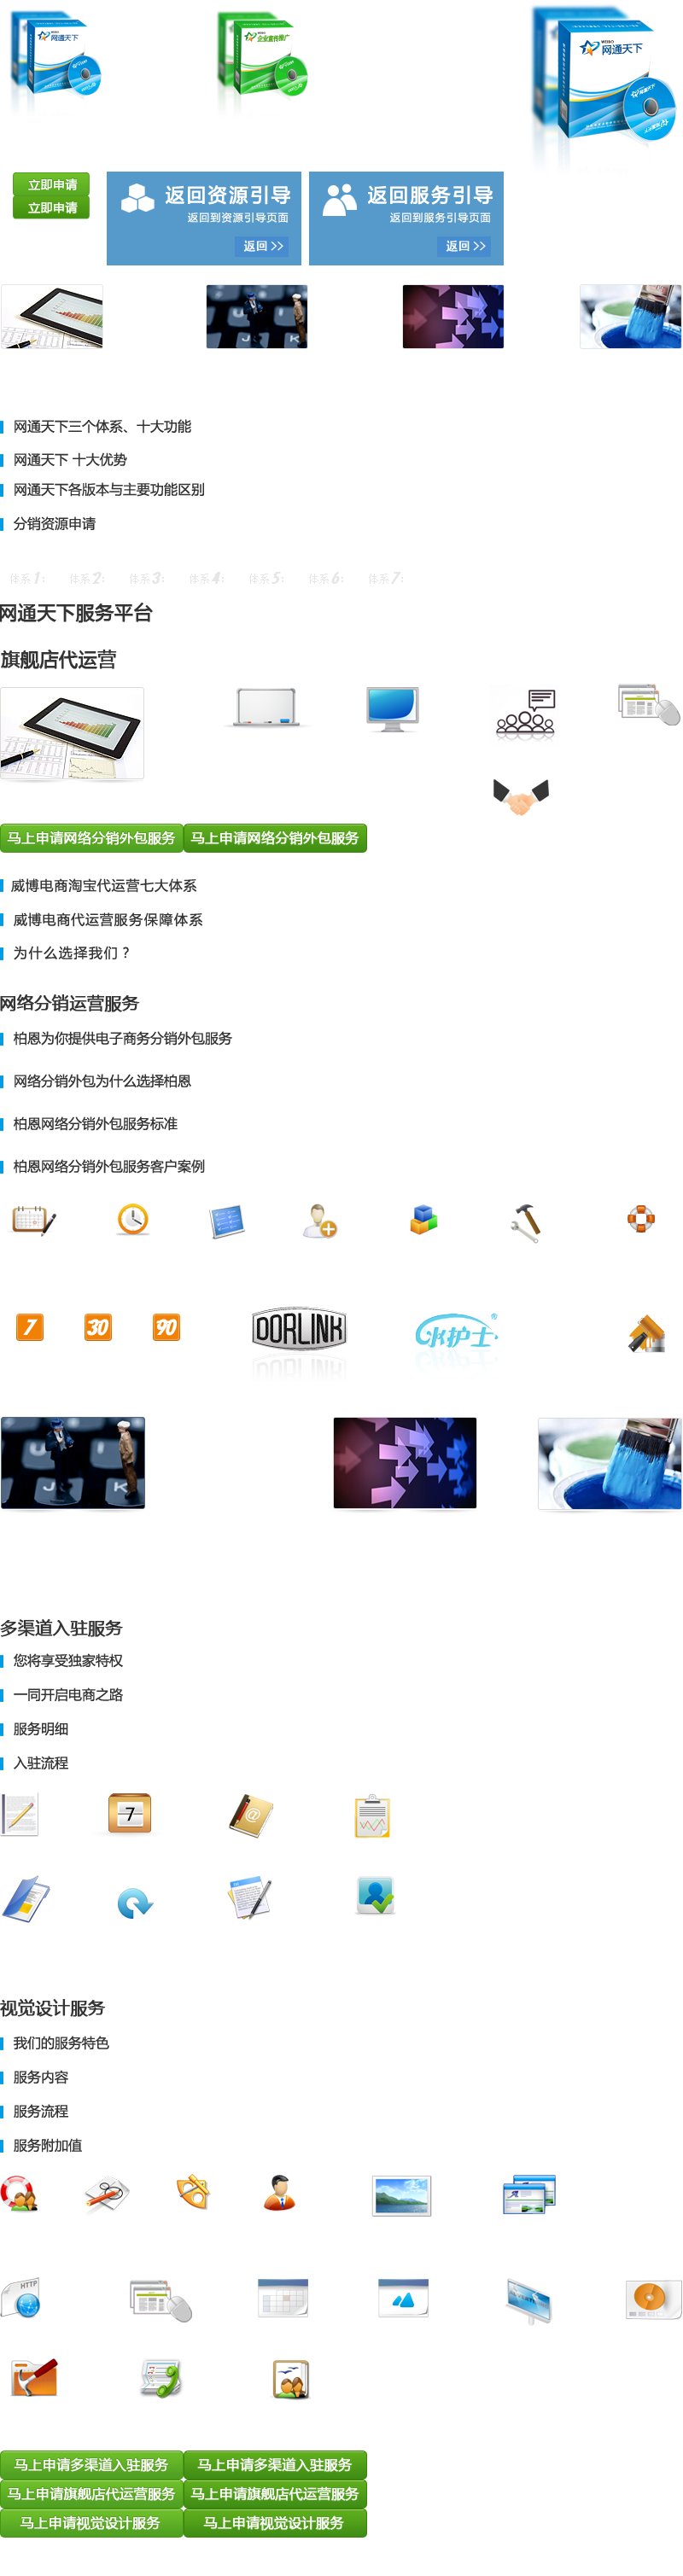 网通天下
企业宣传推广
网通天下
立即申请
立即申请
返回资源引导
返回到资源引导页面
返回 >>
返回服务引导
返回到服务引导页面
返回 >>
网通天下三个体系、十大功能
网通天下 十大优势
网通天下各版本与主要功能区别
分销资源申请
体系1: 体系2: 体系3: 体系4: 体系5: 体系6: 体系7:
网通天下服务平台
旗舰店代运营
马上申请网络分销外包服务 马上申请网络分销外包服务
威博电商淘宝代运营七大体系
威博电商代运营服务保障体系
为什么选择我们？
网络分销运营服务
柏恩为你提供电子商务分销外包服务
网络分销外包为什么选择柏恩
柏恩网络分销外包服务标准
柏恩网络分销外包服务客户案例
7 30 90 DORLINK 水护士
J K
多渠道入驻服务
您将享受独家特权
一同开启电商之路
服务明细
入驻流程
7 @
视觉设计服务
我们的服务特色
服务内容
服务流程
服务附加值
HTTP
马上申请多渠道入驻服务 马上申请多渠道入驻服务
马上申请旗舰店代运营服务 马上申请旗舰店代运营服务
马上申请视觉设计服务 马上申请视觉设计服务